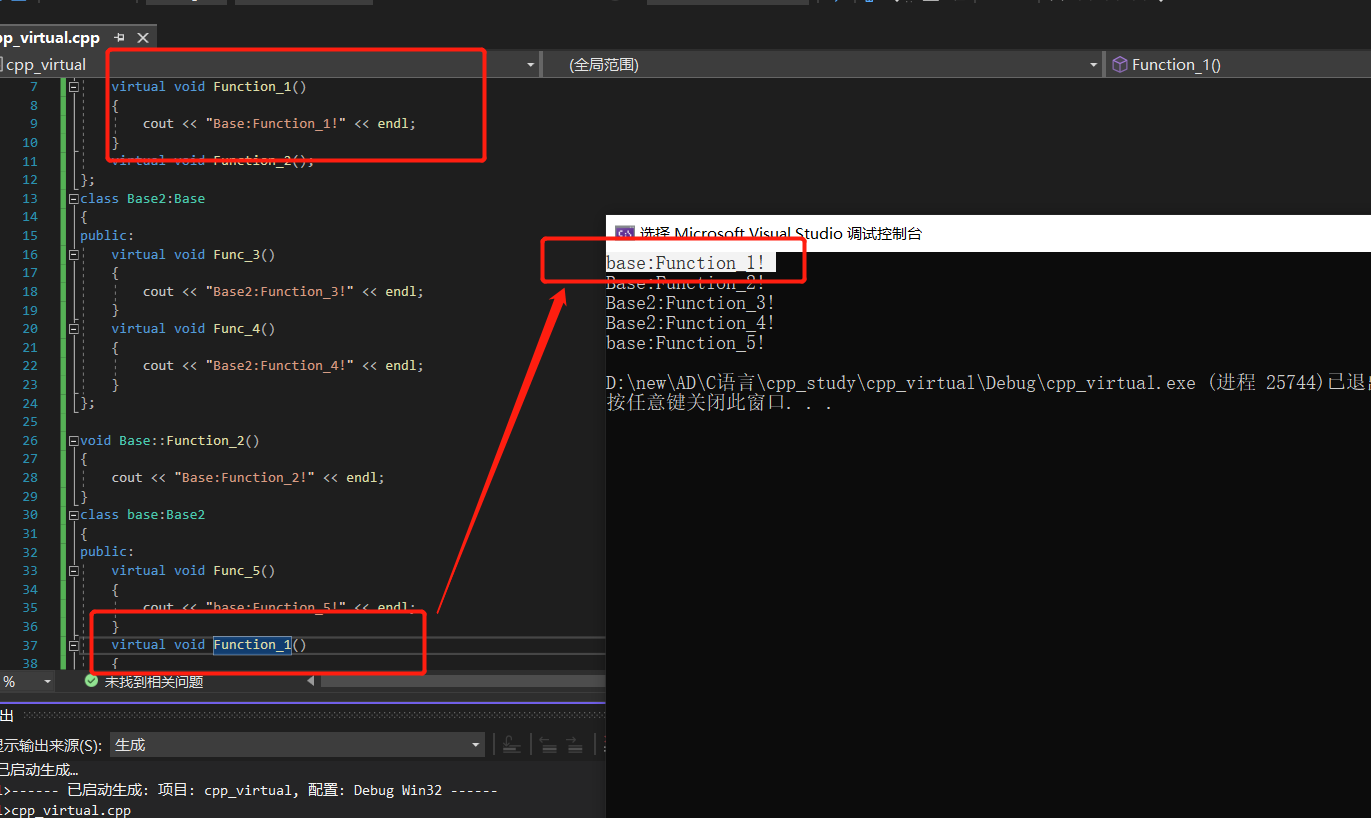 pp_virtual.cpp
cpp_virtual
(全局范围)
Function_1()
7 virtual void Function_1()
8 {
9 cout << "Base:Function_1!" << endl;
10 }
11 virtual void Function_2();
12 };
13 class Base2:Base
14 {
15 public:
16 virtual void Func_3()
17 {
18 cout << "Base2:Function_3!" << endl;
19 }
20 virtual void Func_4()
21 {
22 cout << "Base2:Function_4!" << endl;
23 }
24 };
25
26 void Base::Function_2()
27 {
28 cout << "Base:Function_2!" << endl;
29 }
30 class base:Base2
31 {
32 public:
33 virtual void Func_5()
34 {
35 cout << "base:Function_5!" << endl;
36 }
37 virtual void Function_1()
38 {
% 未找到相关问题
出
显示输出来源(S): 生成
已启动生成…
1>------ 已启动生成: 项目: cpp_virtual, 配置: Debug Win32 ------
1>cpp_virtual.cpp
选择 Microsoft Visual Studio 调试控制台
base:Function_1!
Base:Function_2!
Base2:Function_3!
Base2:Function_4!
base:Function_5!
D:\new\AD\C语言\cpp_study\cpp_virtual\Debug\cpp_virtual.exe (进程 25744)已退出
按任意键关闭此窗口. . .